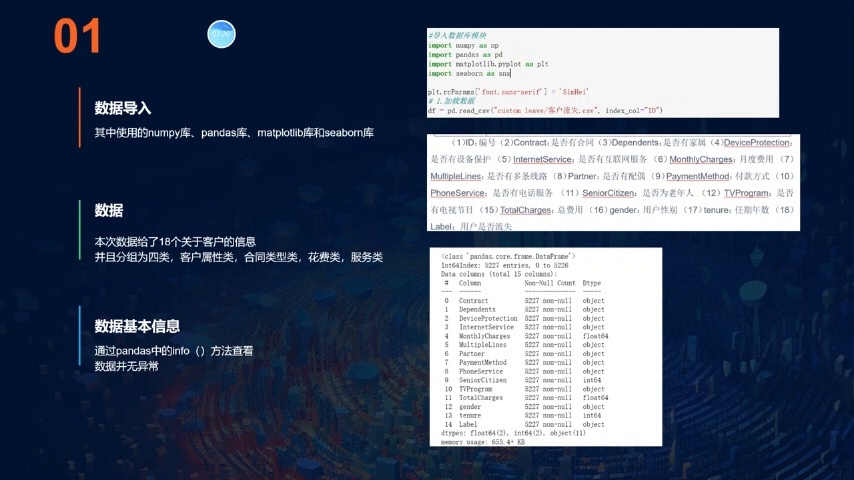 01
01:20
数据导入
其中使用的numpy库、pandas库、matplotlib库和seaborn库
数据
本次数据给了18个关于客户的信息
并且分组为四类，客户属性类，合同类型类，花费类，服务类
数据基本信息
通过pandas中的info（）方法查看
数据并无异常
#导入数据库模块
import numpy as np
import pandas as pd
import matplotlib.pyplot as plt
import seaborn as sns
plt.rcParams['font.sans-serif'] = 'SimHei'
# 1.加载数据
df = pd.read_csv("custom leave/客户流失.csv", index_col="ID")
（1)ID：编号（2)Contract：是否有合同（3)Dependents：是否有家属（4）DeviceProtection：
是否有设备保护 （5）InternetService：是否有互联网服务 （6）MonthlyCharges：月度费用 （7）
MultipleLines：是否有多条线路 （8）Partner：是否有配偶 （9）PaymentMethod：付款方式（10）
PhoneService：是否有电话服务 （11）SeniorCitizen：是否为老年人 （12）TVProgram：是否
有电视节目（15）TotalCharges：总费用（16）gender：用户性别（17）tenure：任期年数（18）
Label：用户是否流失
<class 'pandas.core.frame.DataFrame'>
Int64Index: 5227 entries, 0 to 5226
Data columns (total 15 columns):
# Column Non-Null Count Dtype
--- ------ -------------- -----
0 Contract 5227 non-null object
1 Dependents 5227 non-null object
2 DeviceProtection 5227 non-null object
3 InternetService 5227 non-null object
4 MonthlyCharges 5227 non-null float64
5 MultipleLines 5227 non-null object
6 Partner 5227 non-null object
7 PaymentMethod 5227 non-null object
8 PhoneService 5227 non-null object
9 SeniorCitizen 5227 non-null int64
10 TVProgram 5227 non-null object
11 TotalCharges 5227 non-null float64
12 gender 5227 non-null object
13 tenure 5227 non-null int64
14 Label 5227 non-null object
dtypes: float64(2), int64(2), object(11)
memory usage: 653.4+ KB